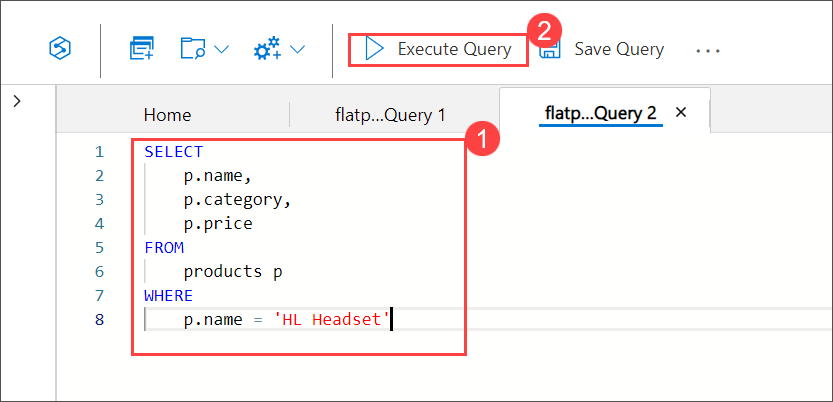 Execute Query 2 Save Query ...
Home flatp...Query 1 flatp...Query 2 ×
1
1 SELECT
2 p.name,
3 p.category,
4 p.price
5 FROM
6 products p
7 WHERE
8 p.name = 'HL Headset'